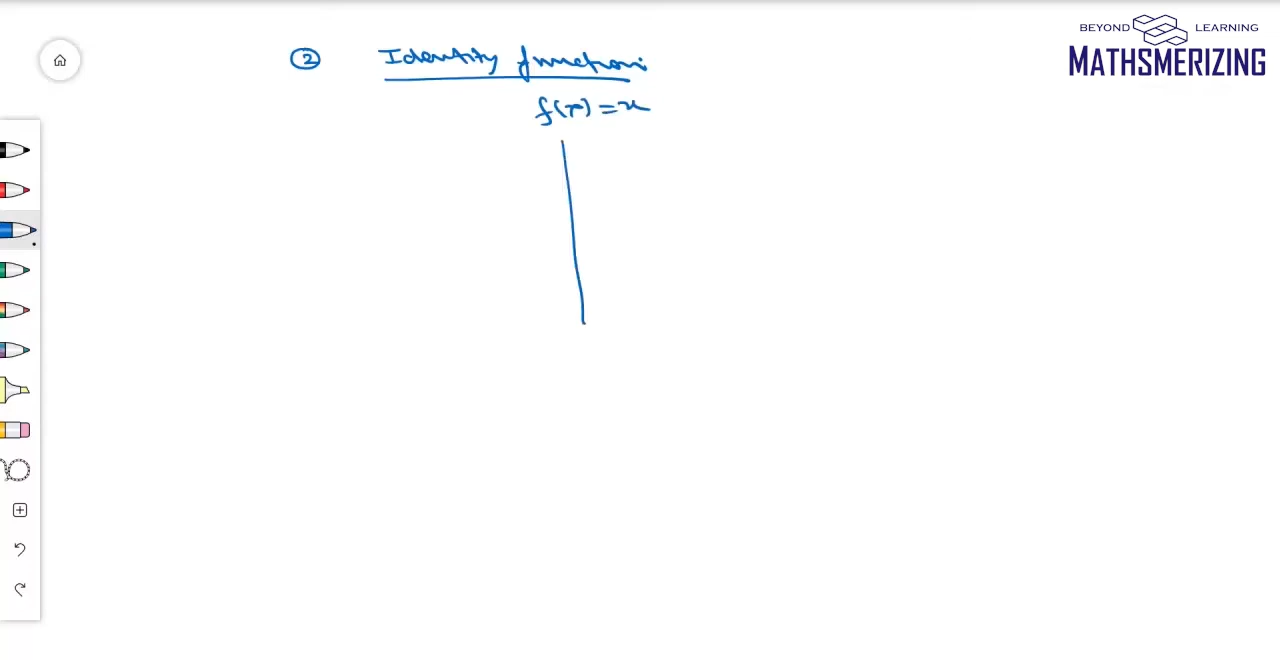 BEYOND LEARNING
MATHSMERIZING
② Identity function:
f(x) = x